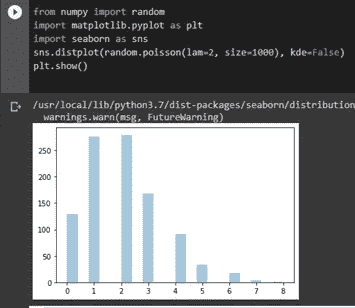 from numpy import random
import matplotlib.pyplot as plt
import seaborn as sns
sns.distplot(random.poisson(lam=2, size=1000), kde=False)
plt.show()
/usr/local/lib/python3.7/dist-packages/seaborn/distribution
warnings.warn(msg, FutureWarning)
250
200
150
100
50
0
0 1 2 3 4 5 6 7 8